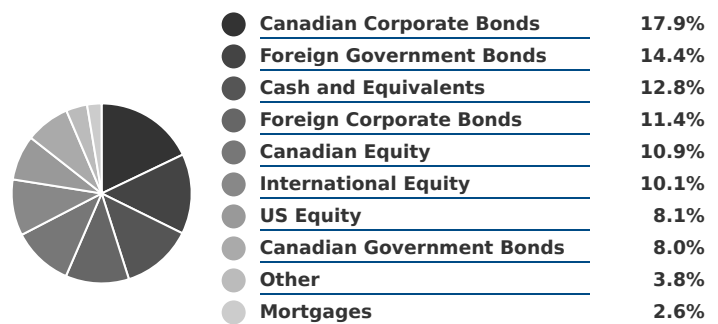 Canadian Corporate Bonds 17.9%
Foreign Government Bonds 14.4%
Cash and Equivalents 12.8%
Foreign Corporate Bonds 11.4%
Canadian Equity 10.9%
International Equity 10.1%
US Equity 8.1%
Canadian Government Bonds 8.0%
Other 3.8%
Mortgages 2.6%